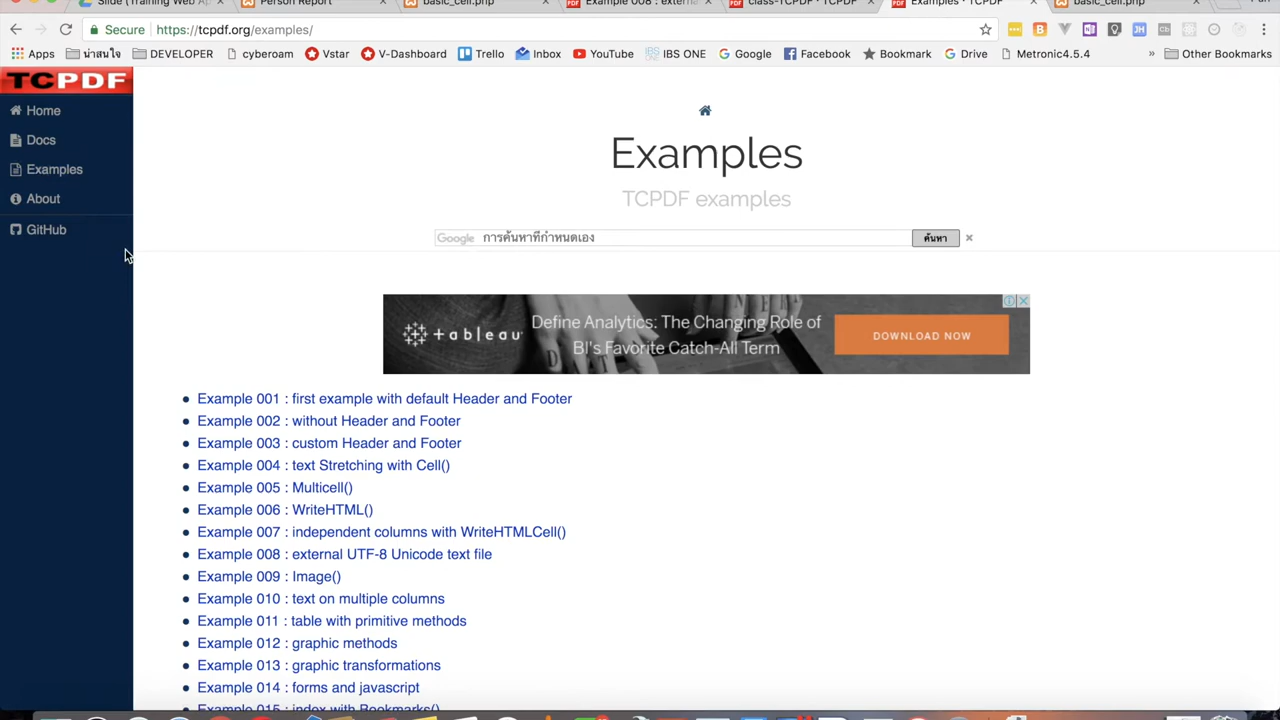 Slide (Training Web A
Person Report
basic_cell.php
Example 008 : extern
class-TCPDF · TCPDF
Examples · TCPDF
basic_cell.php
Secure
https://tcpdf.org/examples/
Apps
น่าสนใจ
DEVELOPER
cyberoam
Vstar
V-Dashboard
Trello
Inbox
YouTube
IBS ONE
Google
Facebook
Bookmark
Drive
Metronic4.5.4
»
Other Bookmarks
TCPDF
Home
Docs
Examples
About
GitHub
Examples
TCPDF examples
Google การค้นหาที่กำหนดเอง
ค้นหา
+ a b l e a u
Define Analytics: The Changing Role of
BI's Favorite Catch-All Term
DOWNLOAD NOW
Example 001 : first example with default Header and Footer
Example 002 : without Header and Footer
Example 003 : custom Header and Footer
Example 004 : text Stretching with Cell()
Example 005 : Multicell()
Example 006 : WriteHTML()
Example 007 : independent columns with WriteHTMLCell()
Example 008 : external UTF-8 Unicode text file
Example 009 : Image()
Example 010 : text on multiple columns
Example 011 : table with primitive methods
Example 012 : graphic methods
Example 013 : graphic transformations
Example 014 : forms and javascript
Example 015 : index with Bookmarks()